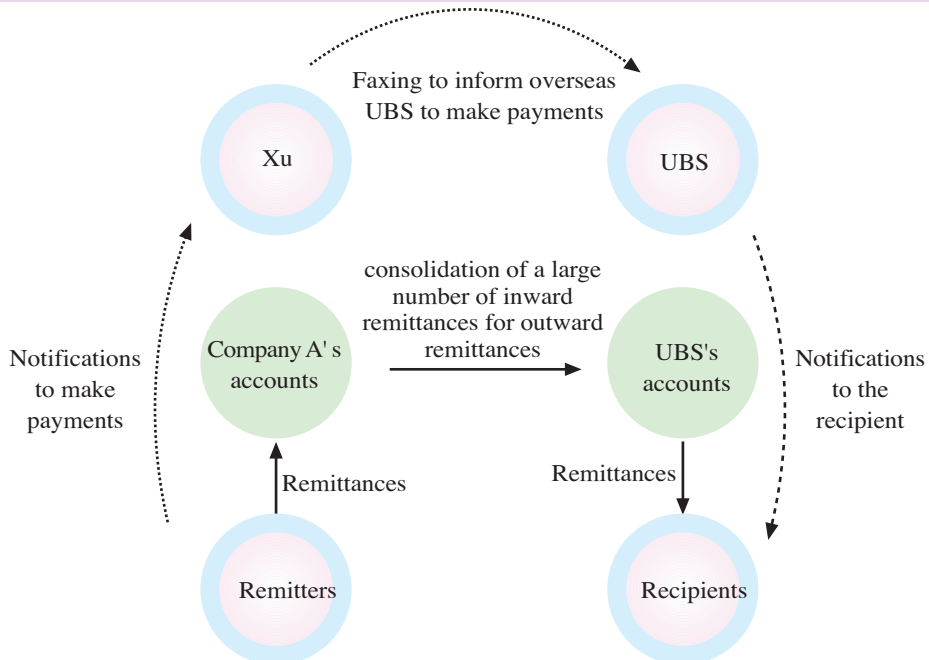 Faxing to inform overseas
UBS to make payments
Xu
UBS
consolidation of a large
number of inward
remittances for outward
remittances
Company A's
accounts
UBS's
accounts
Notifications
to make
payments
Notifications
to the
recipient
Remittances
Remittances
Remitters
Recipients